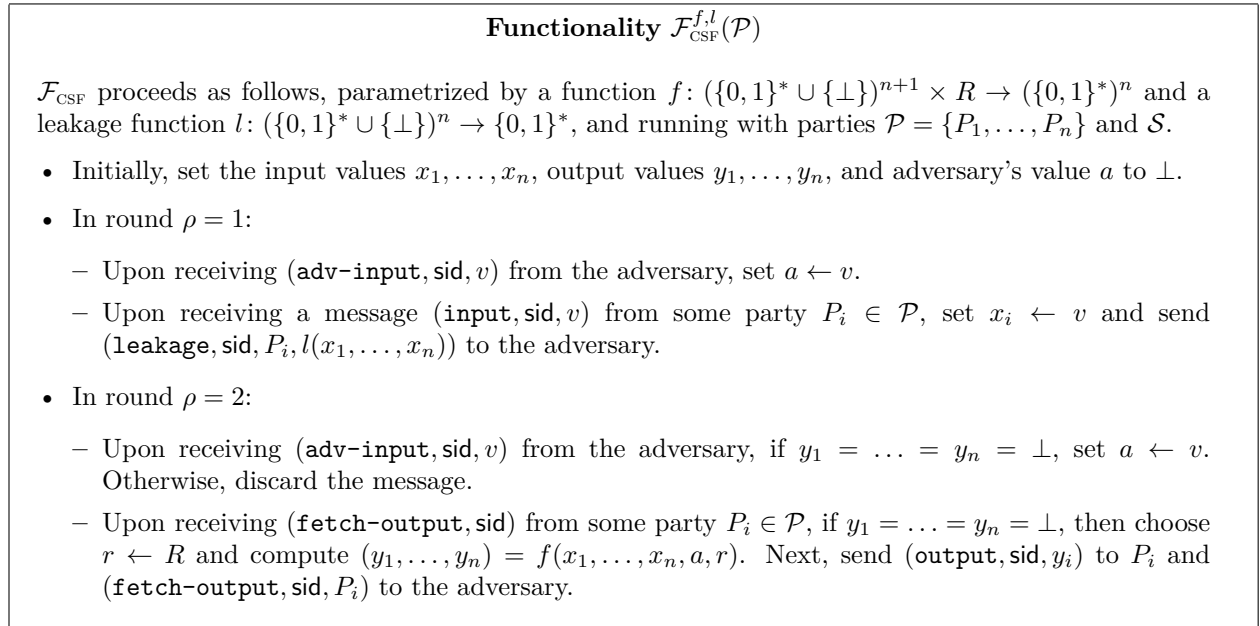 Functionality $\mathcal{F}_{\text{CSF}}^{f,l}(\mathcal{P})$
$\mathcal{F}_{\text{CSF}}$ proceeds as follows, parametrized by a function $f\colon (\{0,1\}^* \cup \{\bot\})^{n+1} \times R \to (\{0,1\}^*)^n$ and a
leakage function $l\colon (\{0,1\}^* \cup \{\bot\})^n \to \{0,1\}^*$, and running with parties $\mathcal{P} = \{P_1, \ldots, P_n\}$ and $\mathcal{S}$.
• Initially, set the input values $x_1, \ldots, x_n$, output values $y_1, \ldots, y_n$, and adversary's value $a$ to $\bot$.
• In round $\rho = 1$:
– Upon receiving (adv-input, sid, $v$) from the adversary, set $a \leftarrow v$.
– Upon receiving a message (input, sid, $v$) from some party $P_i \in \mathcal{P}$, set $x_i \leftarrow v$ and send
(leakage, sid, $P_i, l(x_1, \ldots, x_n)$) to the adversary.
• In round $\rho = 2$:
– Upon receiving (adv-input, sid, $v$) from the adversary, if $y_1 = \ldots = y_n = \bot$, set $a \leftarrow v$.
Otherwise, discard the message.
– Upon receiving (fetch-output, sid) from some party $P_i \in \mathcal{P}$, if $y_1 = \ldots = y_n = \bot$, then choose
$r \leftarrow R$ and compute $(y_1, \ldots, y_n) = f(x_1, \ldots, x_n, a, r)$. Next, send (output, sid, $y_i$) to $P_i$ and
(fetch-output, sid, $P_i$) to the adversary.